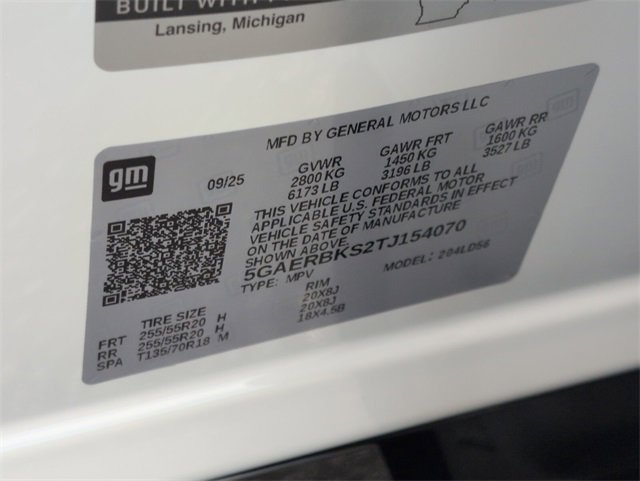 BUILT WITH
Lansing, Michigan
MFD BY GENERAL MOTORS LLC
gm
09/25
GVWR GAWR FRT GAWR RR
2800 KG 1450 KG 1600 KG
6173 LB 3196 LB 3527 LB
THIS VEHICLE CONFORMS TO ALL
APPLICABLE U.S. FEDERAL MOTOR
VEHICLE SAFETY STANDARDS IN EFFECT
ON THE DATE OF MANUFACTURE
SHOWN ABOVE.
5GAERBKS2TJ154070
TYPE: MPV MODEL: 204LD56
TIRE SIZE RIM
FRT 255/55R20 H 20X8J
RR 255/55R20 H 20X8J
SPA T135/70R18 M 18X4.5B